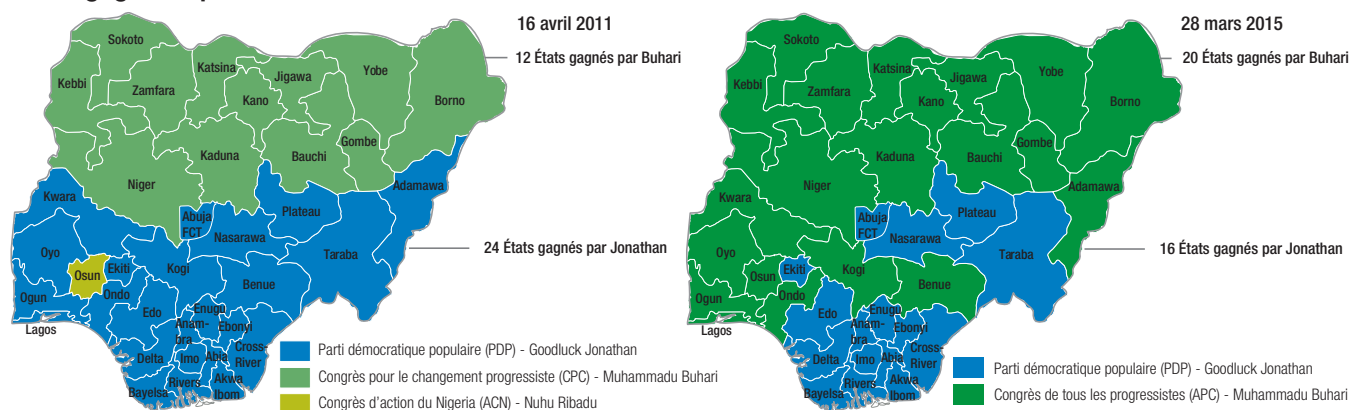 16 avril 2011
12 États gagnés par Buhari
Sokoto
Kebbi
Zamfara
Katsina
Kano
Jigawa
Yobe
Borno
Gombe
Bauchi
Kaduna
Niger
Adamawa
Kwara
Plateau
Abuja
FCT
Nasarawa
Taraba
24 États gagnés par Jonathan
Oyo
Osun
Ekiti
Kogi
Benue
Ogun
Ondo
Lagos
Edo
Enugu
Anam-
bra
Ebonyi
Cross-
River
Delta
Imo
Abia
Bayelsa
Rivers
Akwa
Ibom
Parti démocratique populaire (PDP) - Goodluck Jonathan
Congrès pour le changement progressiste (CPC) - Muhammadu Buhari
Congrès d'action du Nigeria (ACN) - Nuhu Ribadu
28 mars 2015
20 États gagnés par Buhari
Sokoto
Kebbi
Zamfara
Katsina
Kano
Jigawa
Yobe
Borno
Gombe
Bauchi
Kaduna
Niger
Adamawa
Kwara
Plateau
Abuja
FCT
Nasarawa
Taraba
16 États gagnés par Jonathan
Oyo
Osun
Ekiti
Kogi
Benue
Ogun
Ondo
Lagos
Edo
Enugu
Anam-
bra
Ebonyi
Cross-
River
Delta
Imo
Abia
Bayelsa
Rivers
Akwa
Ibom
Parti démocratique populaire (PDP) - Goodluck Jonathan
Congrès de tous les progressistes (APC) - Muhammadu Buhari